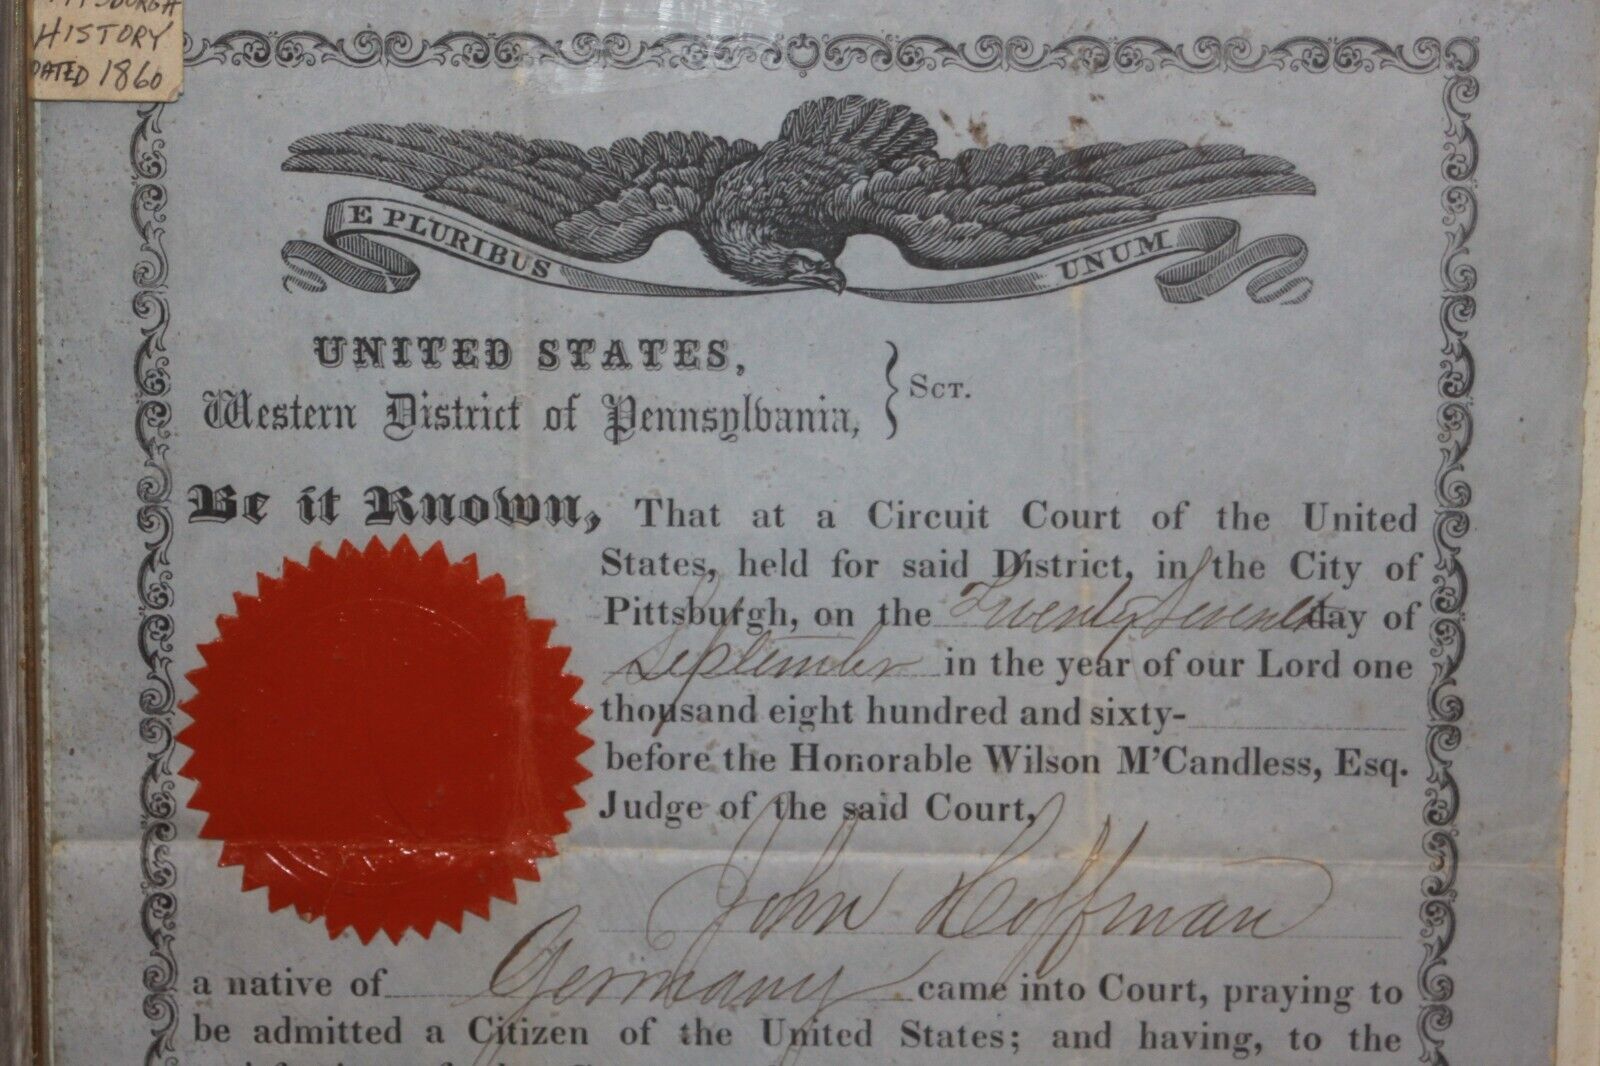 HISTORY
DATED 1860
E PLURIBUS UNUM
UNITED STATES,
Western District of Pennsylvania, } SCT.
Be it Known, That at a Circuit Court of the United
States, held for said District, in the City of
Pittsburgh, on the Twenty Seventh day of
September in the year of our Lord one
thousand eight hundred and sixty-
before the Honorable Wilson M'Candless, Esq.
Judge of the said Court,
John Hoffman
a native of Germany came into Court, praying to
be admitted a Citizen of the United States; and having, to the